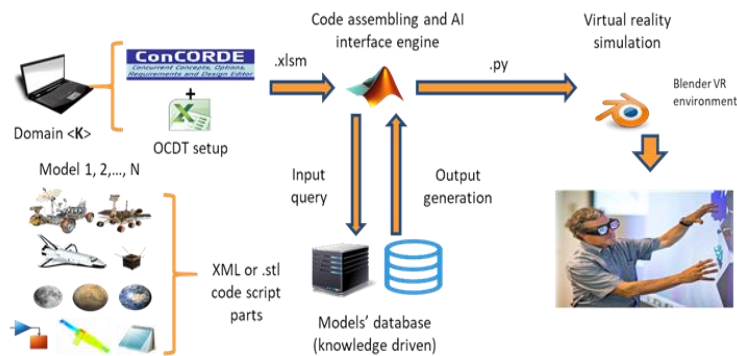 Code assembling and AI
interface engine
Virtual reality
simulation
ConCORDE
Concurrent Concepts, Options,
Requirements and Design Editor
.xlsm
.py
Blender VR
environment
+
Domain <K>
OCDT setup
Model 1, 2,..., N
Input
query
Output
generation
XML or .stl
code script
parts
Models' database
(knowledge driven)